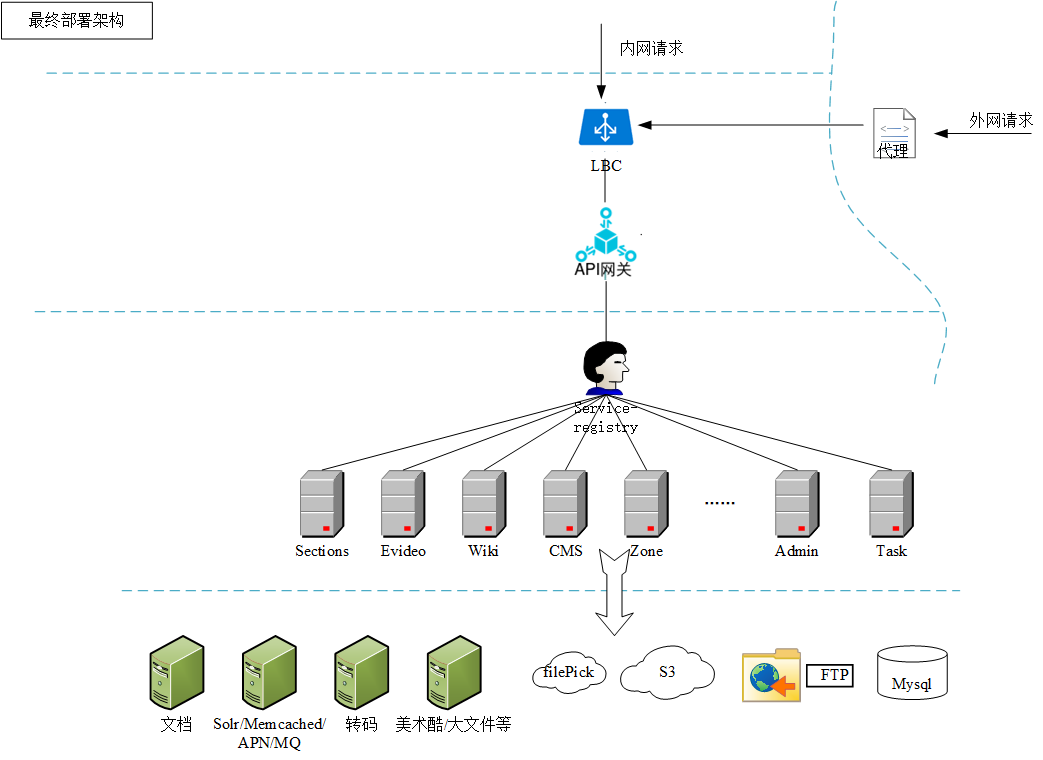 最终部署架构
内网请求
外网请求
代理
LBC
API网关
Service-
registry
......
Sections
Evideo
Wiki
CMS
Zone
Admin
Task
filePick
S3
FTP
Mysql
文档
Solr/Memcached/
APN/MQ
转码
美术酷/大文件等